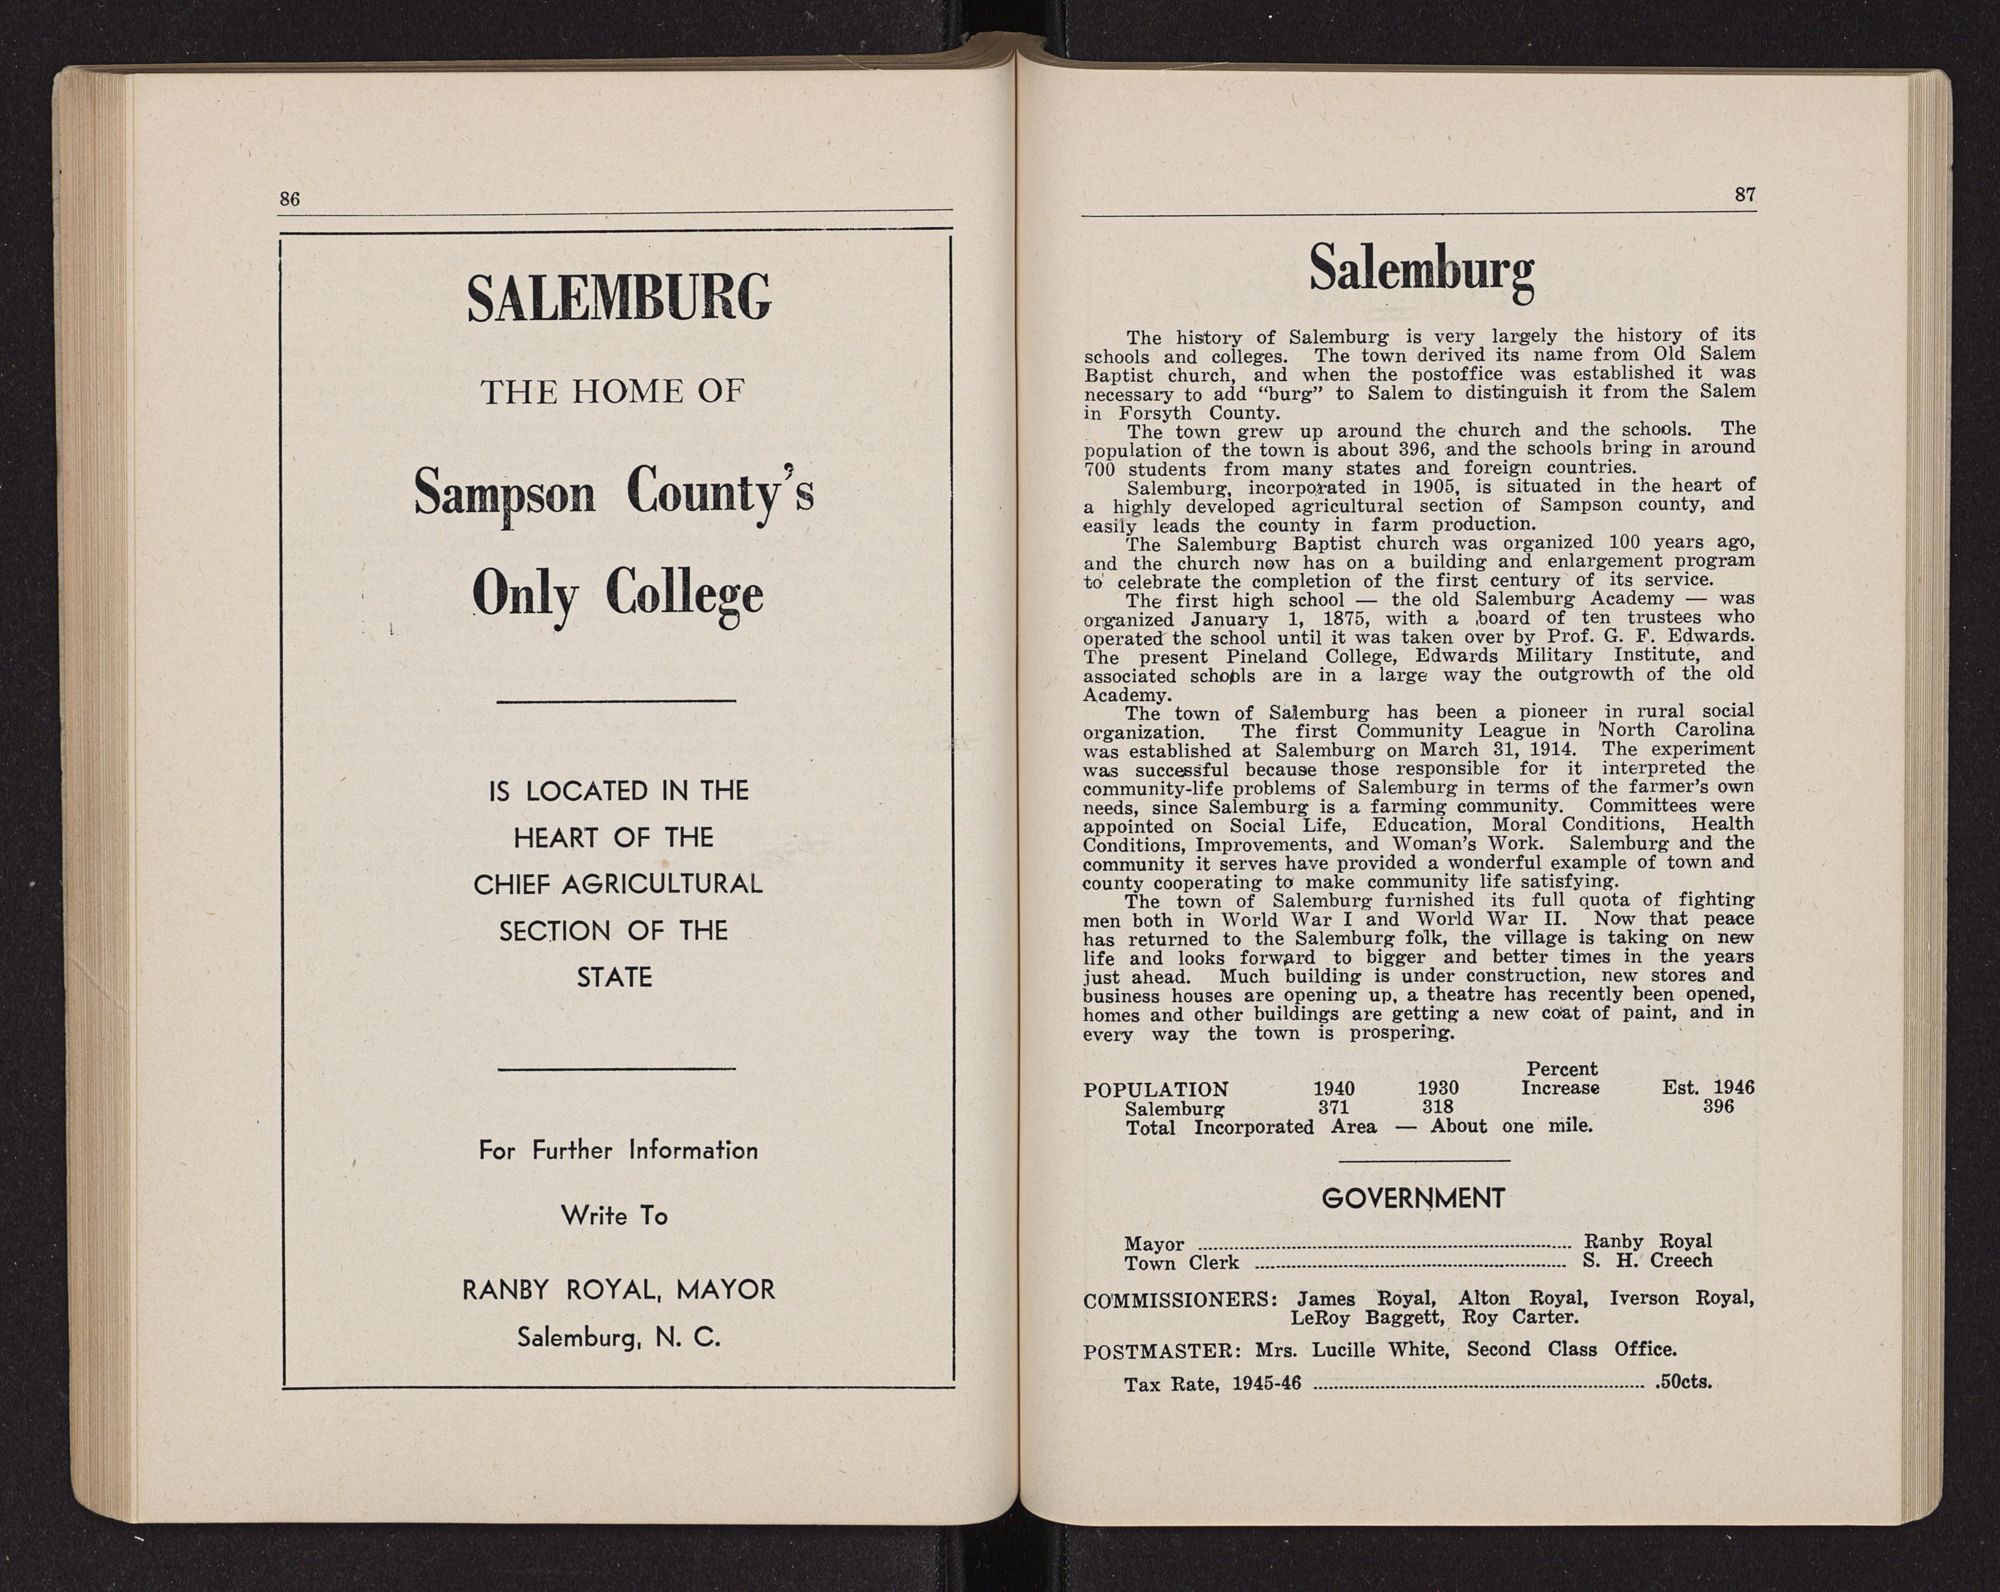 86
SALEMBURG
THE HOME OF
Sampson County's
Only College
IS LOCATED IN THE
HEART OF THE
CHIEF AGRICULTURAL
SECTION OF THE
STATE
For Further Information
Write To
RANBY ROYAL, MAYOR
Salemburg, N. C.
87
Salemburg
The history of Salemburg is very largely the history of its
schools and colleges. The town derived its name from Old Salem
Baptist church, and when the postoffice was established it was
necessary to add “burg” to Salem to distinguish it from the Salem
in Forsyth County.
The town grew up around the church and the schools. The
population of the town is about 396, and the schools bring in around
700 students from many states and foreign countries.
Salemburg, incorporated in 1905, is situated in the heart of
a highly developed agricultural section of Sampson county, and
easily leads the county in farm production.
The Salemburg Baptist church was organized 100 years ago,
and the church now has on a building and enlargement program
to celebrate the completion of the first century of its service.
The first high school — the old Salemburg Academy — was
organized January 1, 1875, with a board of ten trustees who
operated the school until it was taken over by Prof. G. F. Edwards.
The present Pineland College, Edwards Military Institute, and
associated schools are in a large way the outgrowth of the old
Academy.
The town of Salemburg has been a pioneer in rural social
organization. The first Community League in North Carolina
was established at Salemburg on March 31, 1914. The experiment
was successful because those responsible for it interpreted the
community-life problems of Salemburg in terms of the farmer's own
needs, since Salemburg is a farming community. Committees were
appointed on Social Life, Education, Moral Conditions, Health
Conditions, Improvements, and Woman's Work. Salemburg and the
community it serves have provided a wonderful example of town and
county cooperating to make community life satisfying.
The town of Salemburg furnished its full quota of fighting
men both in World War I and World War II. Now that peace
has returned to the Salemburg folk, the village is taking on new
life and looks forward to bigger and better times in the years
just ahead. Much building is under construction, new stores and
business houses are opening up, a theatre has recently been opened,
homes and other buildings are getting a new coat of paint, and in
every way the town is prospering.
Percent
POPULATION 1940 1930 Increase Est. 1946
Salemburg 371 318 396
Total Incorporated Area — About one mile.
GOVERNMENT
Mayor ........ Ranby Royal
Town Clerk ........ S. H. Creech
COMMISSIONERS: James Royal, Alton Royal, Iverson Royal,
LeRoy Baggett, Roy Carter.
POSTMASTER: Mrs. Lucille White, Second Class Office.
Tax Rate, 1945-46 ........ .50cts.